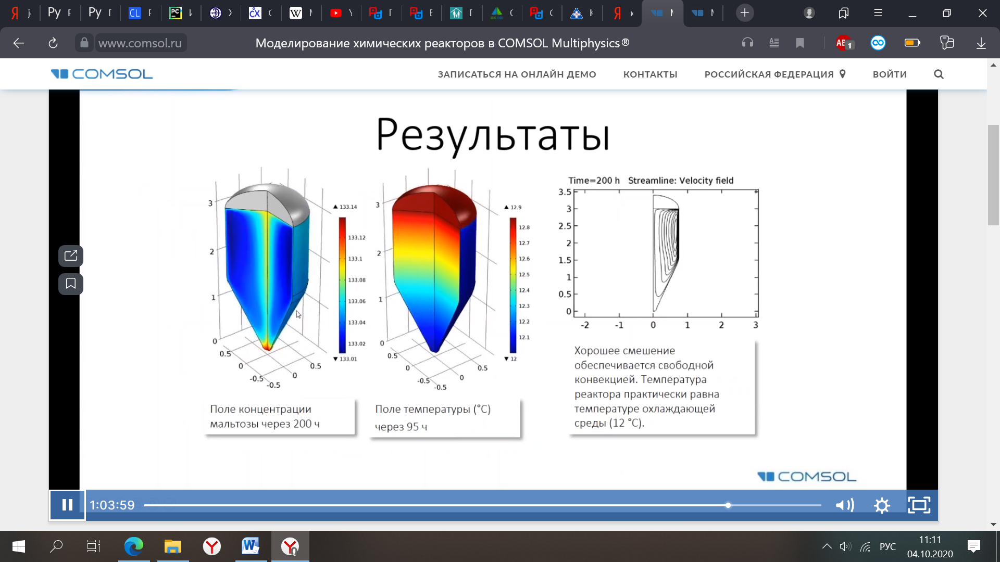 Я j
Ру F
Ру Г
CL F
PC
W
www.comsol.ru
Моделирование химических реакторов в COMSOL Multiphysics®
1
COMSOL
ЗАПИСАТЬСЯ НА ОНЛАЙН ДЕМО
КОНТАКТЫ
РОССИЙСКАЯ ФЕДЕРАЦИЯ
ВОЙТИ
Результаты
3
2
1
0
0.5
0
-0.5
-0.5
0
0.5
▲ 133.14
133.12
133.1
133.08
133.06
133.04
133.02
▼ 133.01
3
2
1
0
0.5
0
-0.5
-0.5
0
0.5
▲ 12.9
12.8
12.7
12.6
12.5
12.4
12.3
12.2
12.1
▼ 12
Time=200 h Streamline: Velocity field
3.5
3
2.5
2
1.5
1
0.5
0
-2 -1 0 1 2 3
Поле концентрации
мальтозы через 200 ч
Поле температуры (°C)
через 95 ч
Хорошее смешение
обеспечивается свободной
конвекцией. Температура
реактора практически равна
температуре охлаждающей
среды (12 °C).
COMSOL
1:03:59
РУС
11:11
04.10.2020